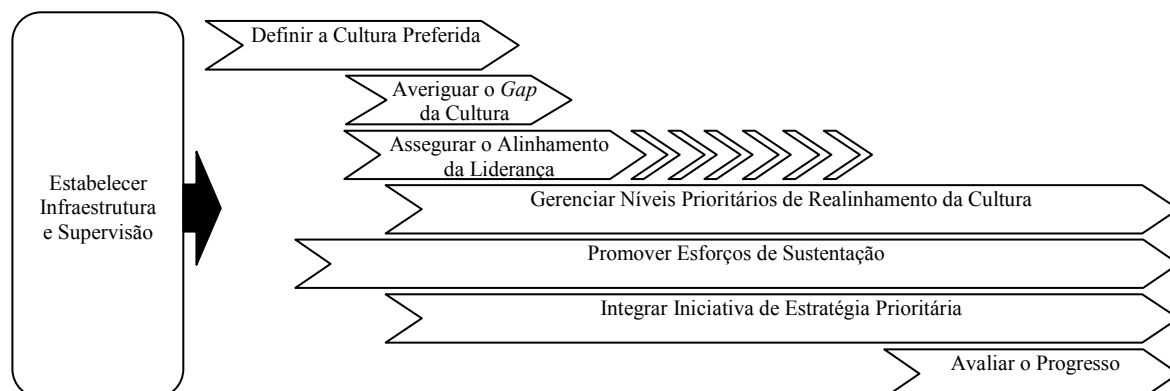 Definir a Cultura Preferida
Averiguar o Gap
da Cultura
Assegurar o Alinhamento
da Liderança
Estabelecer
Infraestrutura
e Supervisão
Gerenciar Níveis Prioritários de Realinhamento da Cultura
Promover Esforços de Sustentação
Integrar Iniciativa de Estratégia Prioritária
Avaliar o Progresso